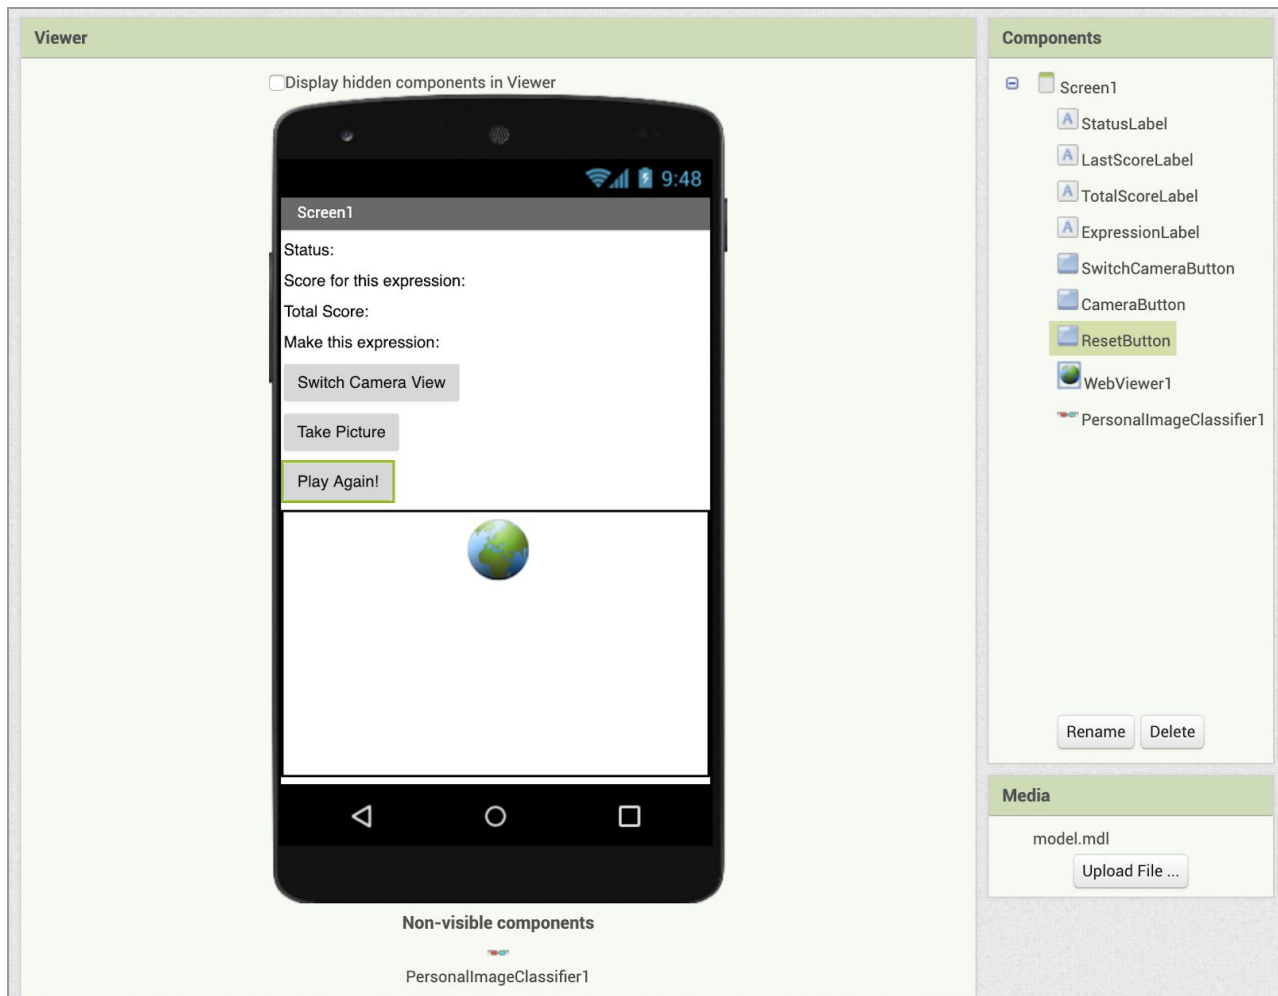 Viewer
Display hidden components in Viewer
9:48
Screen1
Status:
Score for this expression:
Total Score:
Make this expression:
Switch Camera View
Take Picture
Play Again!
Non-visible components
PersonalImageClassifier1
Components
Screen1
StatusLabel
LastScoreLabel
TotalScoreLabel
ExpressionLabel
SwitchCameraButton
CameraButton
ResetButton
WebViewer1
PersonalImageClassifier1
Rename Delete
Media
model.mdl
Upload File ...